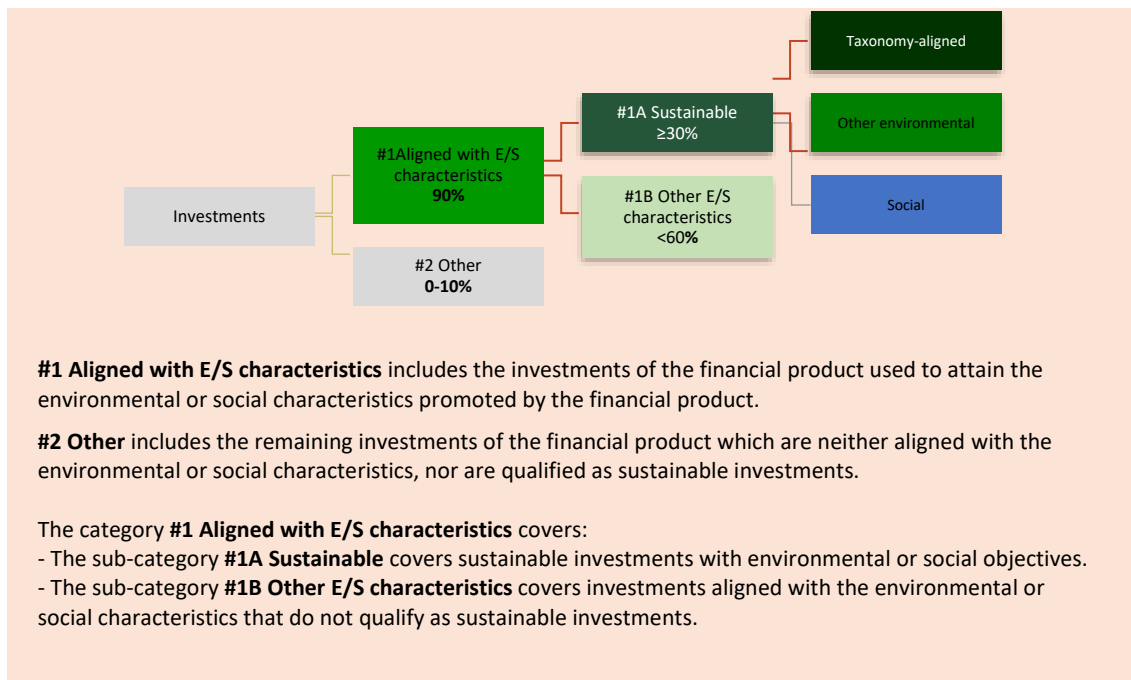 Taxonomy-aligned
#1A Sustainable
≥30%
Other environmental
#1Aligned with E/S
characteristics
90%
#1B Other E/S
characteristics
<60%
Social
Investments
#2 Other
0-10%
#1 Aligned with E/S characteristics includes the investments of the financial product used to attain the
environmental or social characteristics promoted by the financial product.
#2 Other includes the remaining investments of the financial product which are neither aligned with the
environmental or social characteristics, nor are qualified as sustainable investments.
The category #1 Aligned with E/S characteristics covers:
- The sub-category #1A Sustainable covers sustainable investments with environmental or social objectives.
- The sub-category #1B Other E/S characteristics covers investments aligned with the environmental or
social characteristics that do not qualify as sustainable investments.